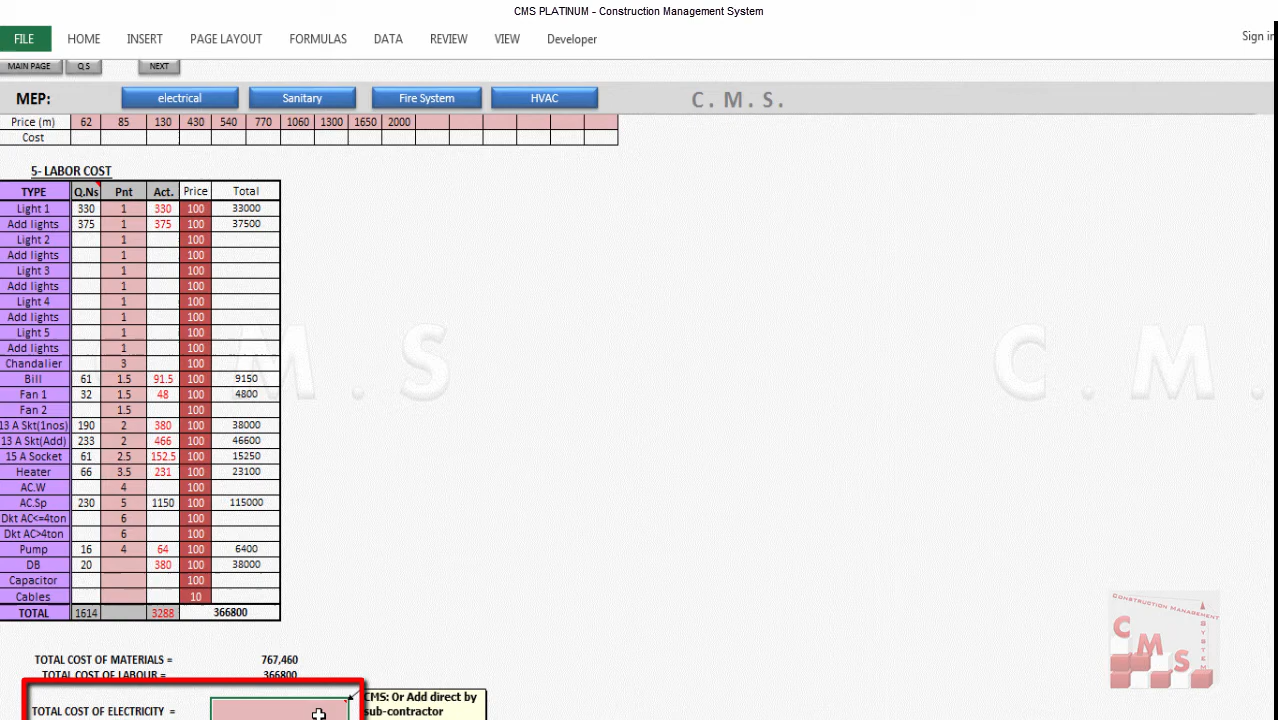 CMS PLATINUM - Construction Management System
FILE HOME INSERT PAGE LAYOUT FORMULAS DATA REVIEW VIEW Developer Sign in
MAIN PAGE Q S NEXT
MEP: electrical Sanitary Fire System HVAC C . M . S .
Price (m) 62 85 130 430 540 770 1060 1300 1650 2000
Cost
5- LABOR COST
TYPE Q.Ns Pnt Act. Price Total
Light 1 330 1 330 100 33000
Add lights 375 1 375 100 37500
Light 2 1 100
Add lights 1 100
Light 3 1 100
Add lights 1 100
Light 4 1 100
Add lights 1 100
Light 5 1 100
Add lights 1 100
Chandalier 3 100
Bill 61 1.5 91.5 100 9150
Fan 1 32 1.5 48 100 4800
Fan 2 1.5 100
13 A Skt(1nos) 190 2 380 100 38000
13 A Skt(Add) 233 2 466 100 46600
15 A Socket 61 2.5 152.5 100 15250
Heater 66 3.5 231 100 23100
AC.W 4 100
AC.Sp 230 5 1150 100 115000
Dkt AC<=4ton 6 100
Dkt AC>4ton 6 100
Pump 16 4 64 100 6400
DB 20 380 100 38000
Capacitor 100
Cables 10
TOTAL 1614 3288 366800
TOTAL COST OF MATERIALS = 767,460
TOTAL COST OF LABOUR = 366800
TOTAL COST OF ELECTRICITY =
CMS: Or Add direct by
sub-contractor
M . S
C . M .
CONSTRUCTION MANAGEMENT
SYSTEM
C M S